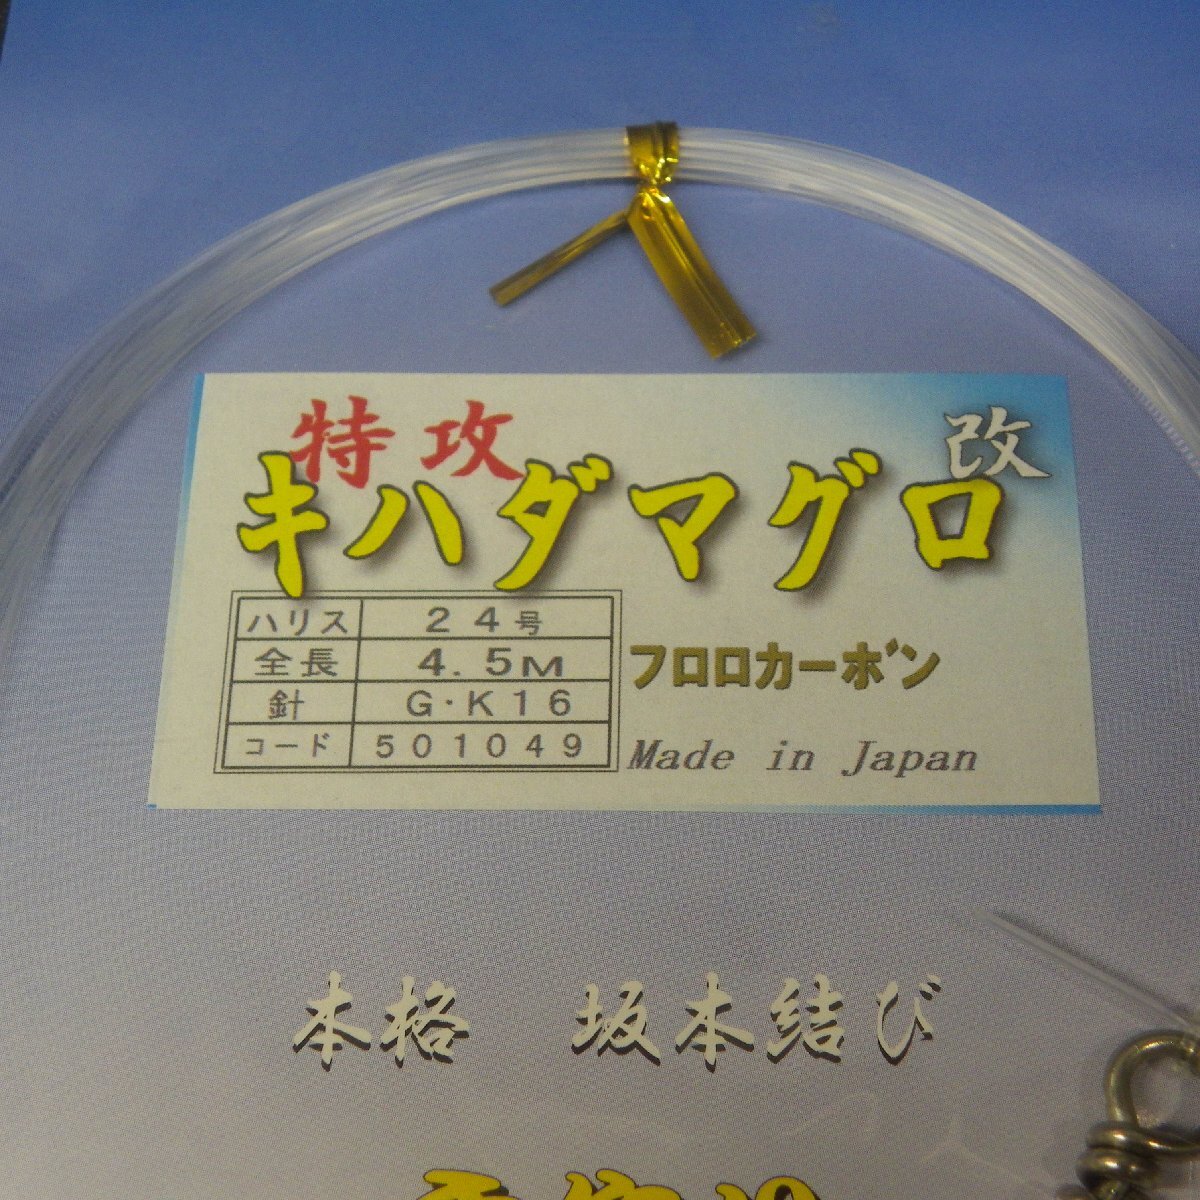 特攻
キハダマグロ 改
ハリス 24号
全長 4.5M
針 G・K16
コード 501049
フロロカーボン
Made in Japan
本格 坂本結び